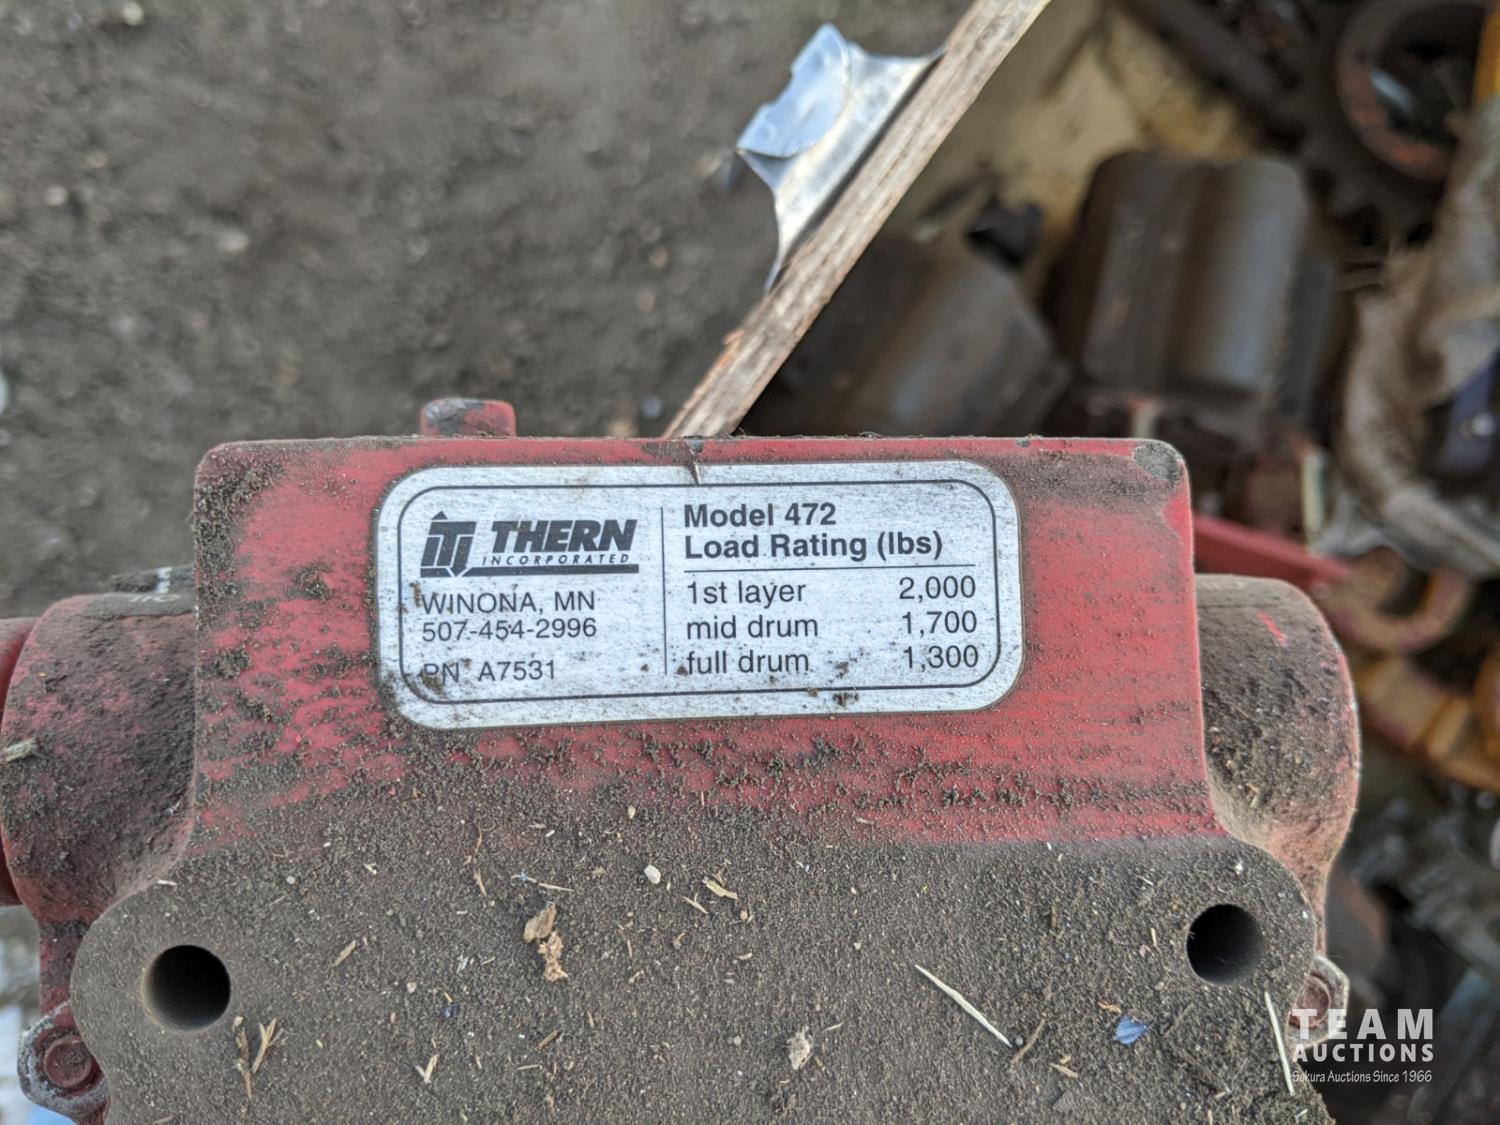 THERN
INCORPORATED
WINONA, MN
507-454-2996
PN A7531
Model 472
Load Rating (lbs)
1st layer 2,000
mid drum 1,700
full drum 1,300
TEAM
AUCTIONS
Sakura Auctions Since 1966